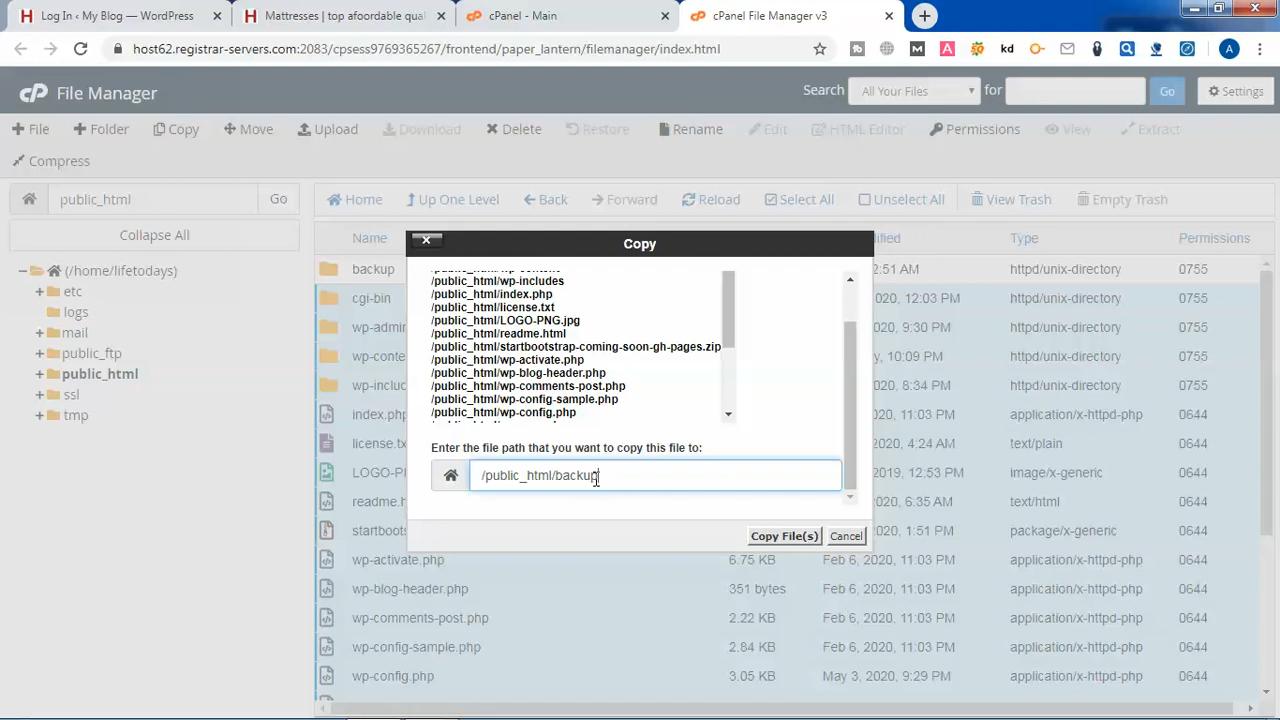 Log In ‹ My Blog — WordPress
Mattresses | top afoordable qual
cPanel - Main
cPanel File Manager v3
host62.registrar-servers.com:2083/cpsess9769365267/frontend/paper_lantern/filemanager/index.html
M
A
kd
A
cP File Manager
Search
All Your Files
for
Go
Settings
File
Folder
Copy
Move
Upload
Download
Delete
Restore
Rename
Edit
HTML Editor
Permissions
View
Extract
Compress
public_html
Go
Home
Up One Level
Back
Forward
Reload
Select All
Unselect All
View Trash
Empty Trash
Collapse All
(/home/lifetodays)
etc
logs
mail
public_ftp
public_html
ssl
tmp
Name
Type
Permissions
backup
2:51 AM
httpd/unix-directory
0755
cgi-bin
020, 12:03 PM
httpd/unix-directory
0755
wp-admin
9:30 PM
httpd/unix-directory
0755
wp-conte
, 10:09 PM
httpd/unix-directory
0755
wp-includ
8:34 PM
httpd/unix-directory
0755
index.php
20, 11:03 PM
application/x-httpd-php
0644
license.tx
4:24 AM
text/plain
0644
LOGO-P
2019, 12:53 PM
image/x-generic
0644
readme.h
6:35 AM
text/html
0644
startboots
1:51 PM
package/x-generic
0644
wp-activate.php
6.75 KB
Feb 6, 2020, 11:03 PM
application/x-httpd-php
0644
wp-blog-header.php
351 bytes
Feb 6, 2020, 11:03 PM
application/x-httpd-php
0644
wp-comments-post.php
2.22 KB
Feb 6, 2020, 11:03 PM
application/x-httpd-php
0644
wp-config-sample.php
2.84 KB
Feb 6, 2020, 11:03 PM
application/x-httpd-php
0644
wp-config.php
3.05 KB
May 3, 2020, 9:29 PM
application/x-httpd-php
0644
Copy
/public_html/wp-content
/public_html/wp-includes
/public_html/index.php
/public_html/license.txt
/public_html/LOGO-PNG.jpg
/public_html/readme.html
/public_html/startbootstrap-coming-soon-gh-pages.zip
/public_html/wp-activate.php
/public_html/wp-blog-header.php
/public_html/wp-comments-post.php
/public_html/wp-config-sample.php
/public_html/wp-config.php
Enter the file path that you want to copy this file to:
/public_html/backup
Copy File(s)
Cancel